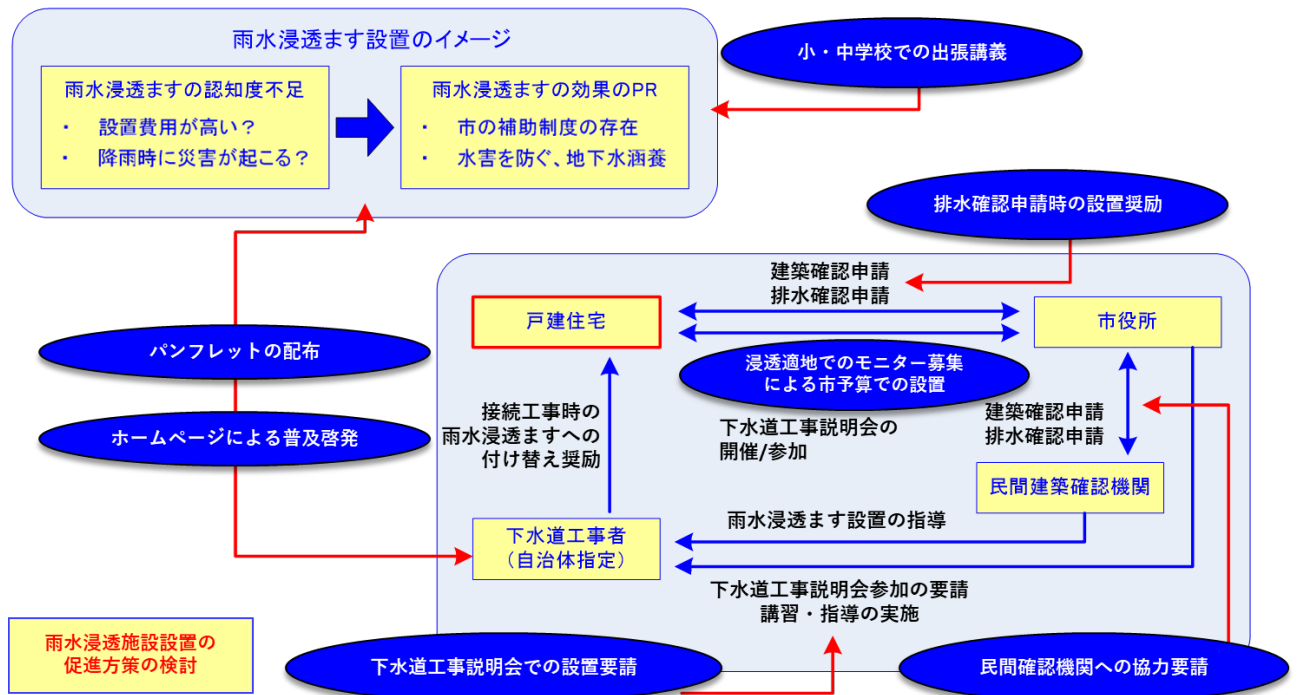 雨水浸透ます設置のイメージ
雨水浸透ますの認知度不足
・ 設置費用が高い?
・ 降雨時に災害が起こる?
雨水浸透ますの効果のPR
・ 市の補助制度の存在
・ 水害を防ぐ、地下水涵養
小・中学校での出張講義
排水確認申請時の設置奨励
建築確認申請
排水確認申請
戸建住宅
市役所
パンフレットの配布
浸透適地でのモニター募集
による市予算での設置
ホームページによる普及啓発
接続工事時の
雨水浸透ますへの
付け替え奨励
下水道工事説明会の
開催/参加
建築確認申請
排水確認申請
民間建築確認機関
雨水浸透ます設置の指導
下水道工事者
(自治体指定)
下水道工事説明会参加の要請
講習・指導の実施
雨水浸透施設設置の
促進方策の検討
下水道工事説明会での設置要請
民間確認機関への協力要請